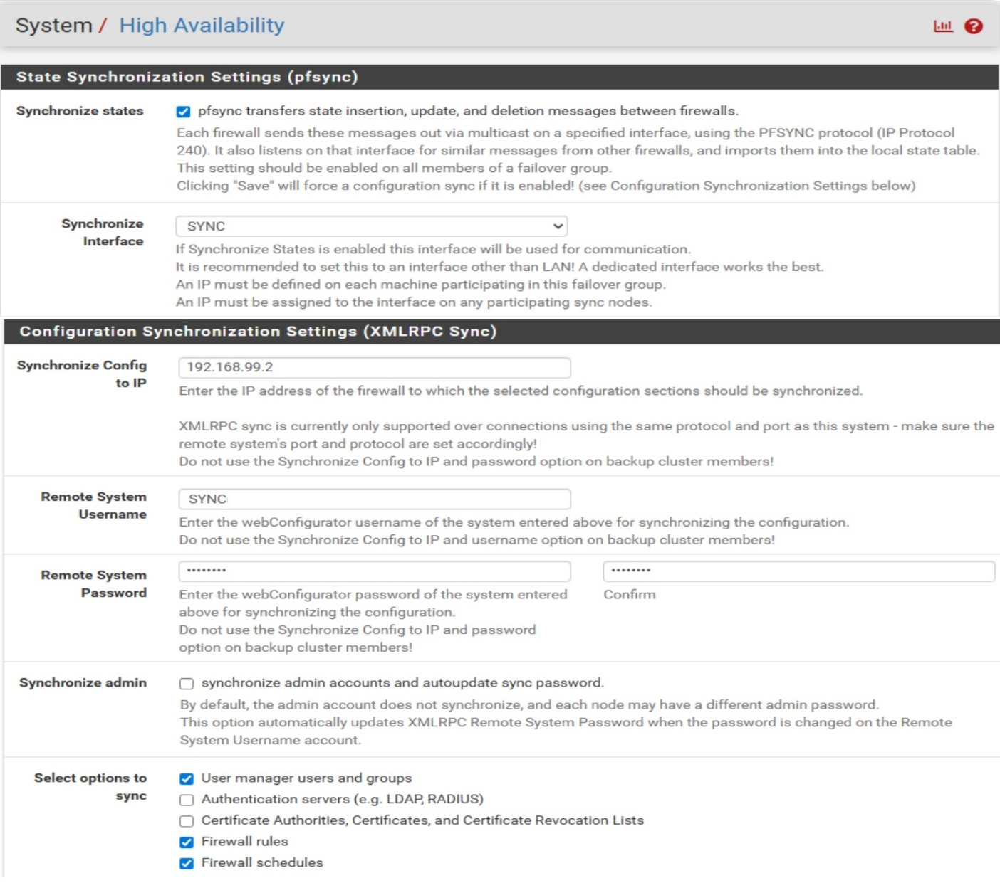 System / High Availability
State Synchronization Settings (pfsync)
Synchronize states
pfsync transfers state insertion, update, and deletion messages between firewalls.
Each firewall sends these messages out via multicast on a specified interface, using the PFSYNC protocol (IP Protocol
240). It also listens on that interface for similar messages from other firewalls, and imports them into the local state table.
This setting should be enabled on all members of a failover group.
Clicking "Save" will force a configuration sync if it is enabled! (see Configuration Synchronization Settings below)
Synchronize
Interface
SYNC
If Synchronize States is enabled this interface will be used for communication.
It is recommended to set this to an interface other than LAN! A dedicated interface works the best.
An IP must be defined on each machine participating in this failover group.
An IP must be assigned to the interface on any participating sync nodes.
Configuration Synchronization Settings (XMLRPC Sync)
Synchronize Config
to IP
192.168.99.2
Enter the IP address of the firewall to which the selected configuration sections should be synchronized.
XMLRPC sync is currently only supported over connections using the same protocol and port as this system - make sure the
remote system's port and protocol are set accordingly!
Do not use the Synchronize Config to IP and password option on backup cluster members!
Remote System
Username
SYNC
Enter the webConfigurator username of the system entered above for synchronizing the configuration.
Do not use the Synchronize Config to IP and username option on backup cluster members!
Remote System
Password
••••••••
Enter the webConfigurator password of the system entered
above for synchronizing the configuration.
Do not use the Synchronize Config to IP and password
option on backup cluster members!
••••••••
Confirm
Synchronize admin
synchronize admin accounts and autoupdate sync password.
By default, the admin account does not synchronize, and each node may have a different admin password.
This option automatically updates XMLRPC Remote System Password when the password is changed on the Remote
System Username account.
Select options to
sync
User manager users and groups
Authentication servers (e.g. LDAP, RADIUS)
Certificate Authorities, Certificates, and Certificate Revocation Lists
Firewall rules
Firewall schedules